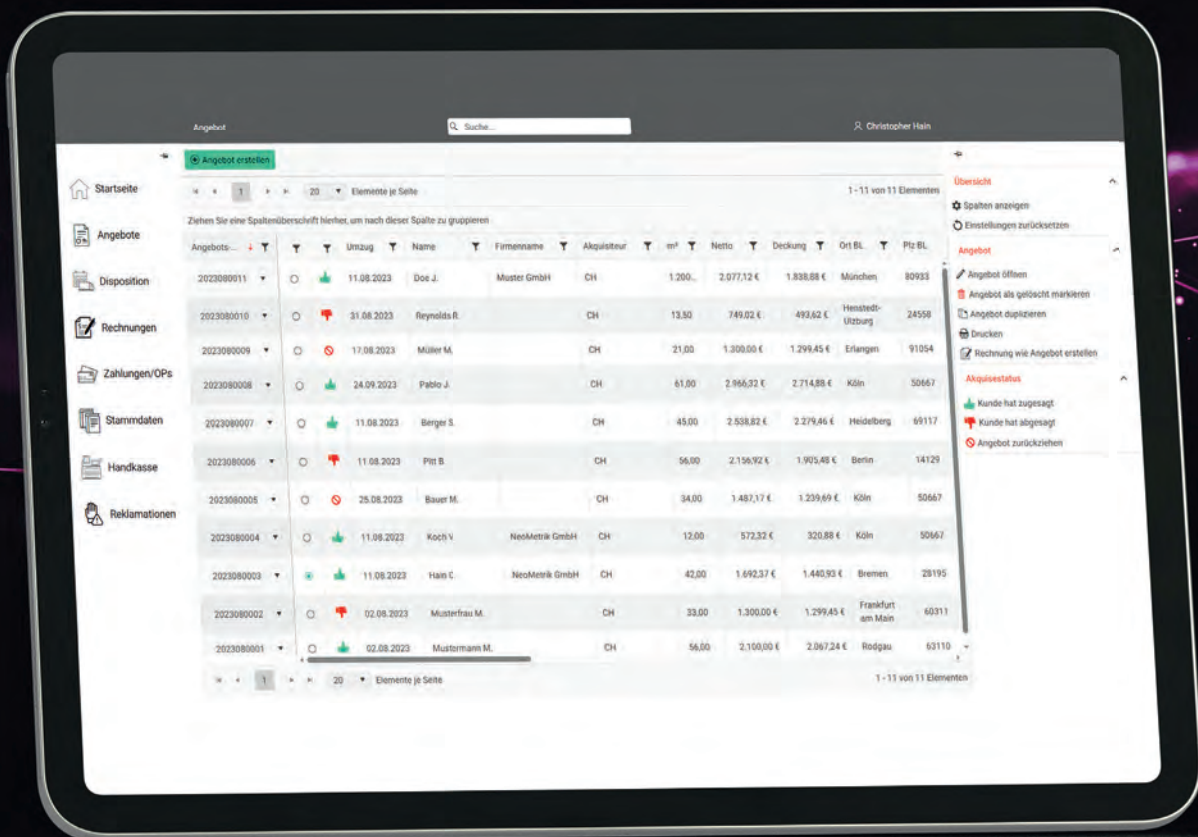 Angebot
Suche...
Christopher Hain
Angebot erstellen
Startseite
Angebote
Disposition
Rechnungen
Zahlungen/OPs
Stammdaten
Handkasse
Reklamationen
1 20 Elemente je Seite 1 - 11 von 11 Elementen
Ziehen Sie eine Spaltenüberschrift hierher, um nach dieser Spalte zu gruppieren
Angebots-... Umzug Name Firmenname Akquisiteur m³ Netto Deckung Ort BL Plz BL
2023080011 11.08.2023 Doe J. Muster GmbH CH 1.200... 2.077,12 € 1.838,88 € München 80933
2023080010 31.08.2023 Reynolds R. CH 13,50 749,02 € 493,62 € Henstedt-Ulzburg 24558
2023080009 17.08.2023 Müller M. CH 21,00 1.300,00 € 1.299,45 € Erlangen 91054
2023080008 24.09.2023 Pablo J. CH 61,00 2.966,32 € 2.714,88 € Köln 50667
2023080007 11.08.2023 Berger S. CH 45,00 2.538,82 € 2.279,46 € Heidelberg 69117
2023080006 11.08.2023 Pitt B. CH 56,00 2.156,92 € 1.905,48 € Berlin 14129
2023080005 25.08.2023 Bauer M. CH 34,00 1.487,17 € 1.239,69 € Köln 50667
2023080004 11.08.2023 Koch V. NeoMetrik GmbH CH 12,00 572,32 € 320,88 € Köln 50667
2023080003 11.08.2023 Hain C. NeoMetrik GmbH CH 42,00 1.692,37 € 1.440,93 € Bremen 28195
2023080002 02.08.2023 Musterfrau M. CH 33,00 1.300,00 € 1.299,45 € Frankfurt am Main 60311
2023080001 02.08.2023 Mustermann M. CH 56,00 2.100,00 € 2.067,24 € Rodgau 63110
1 20 Elemente je Seite 1 - 11 von 11 Elementen
Übersicht
Spalten anzeigen
Einstellungen zurücksetzen
Angebot
Angebot öffnen
Angebot als gelöscht markieren
Angebot duplizieren
Drucken
Rechnung wie Angebot erstellen
Akquisestatus
Kunde hat zugesagt
Kunde hat abgesagt
Angebot zurückziehen